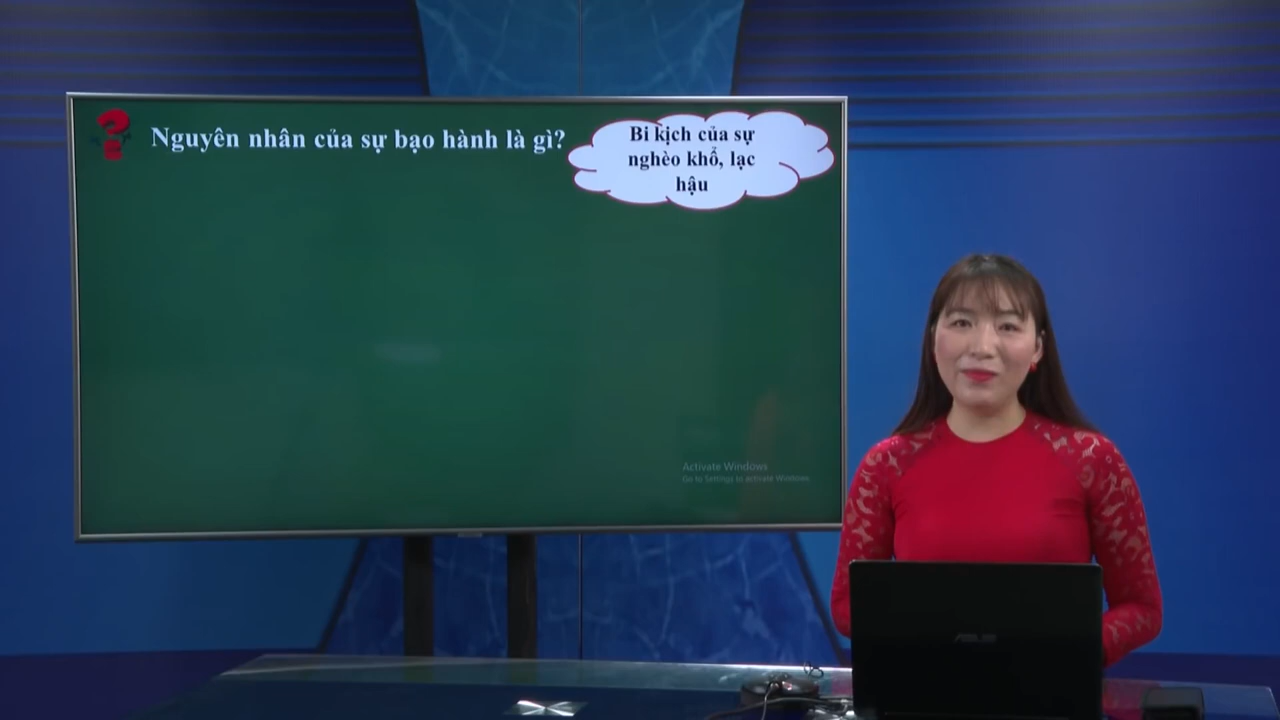 Nguyên nhân của sự bạo hành là gì?
Bi kịch của sự
nghèo khổ, lạc
hậu
Activate Windows
Go to Settings to activate Windows.
ASUS